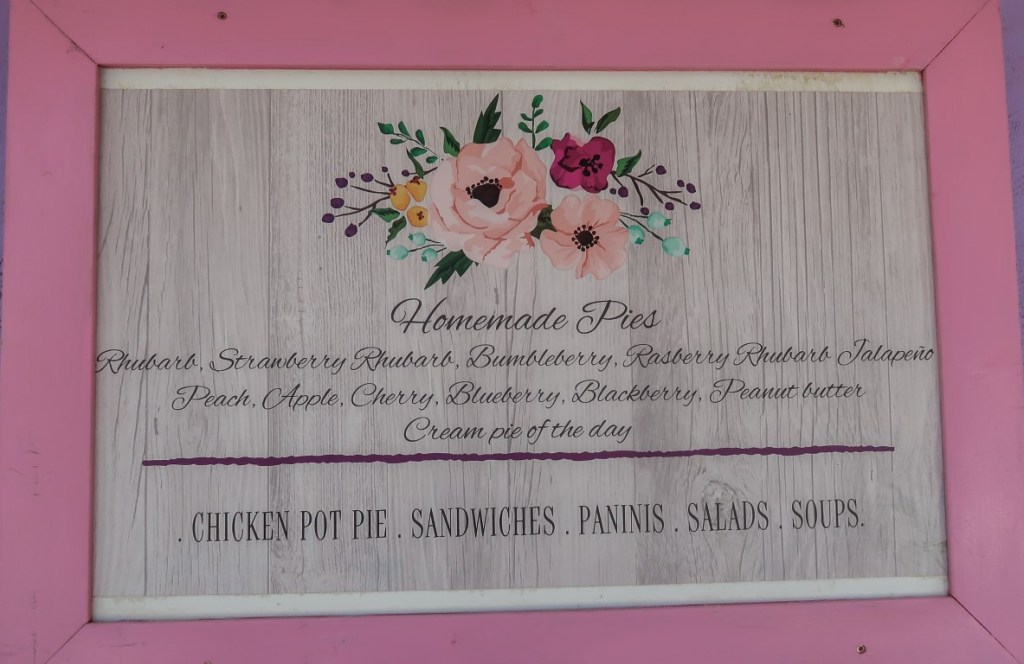 Homemade Pies
Rhubarb, Strawberry Rhubarb, Bumbleberry, Rasberry Rhubarb Jalapeño
Peach, Apple, Cherry, Blueberry, Blackberry, Peanut butter
Cream pie of the day
. CHICKEN POT PIE . SANDWICHES . PANINIS . SALADS . SOUPS.